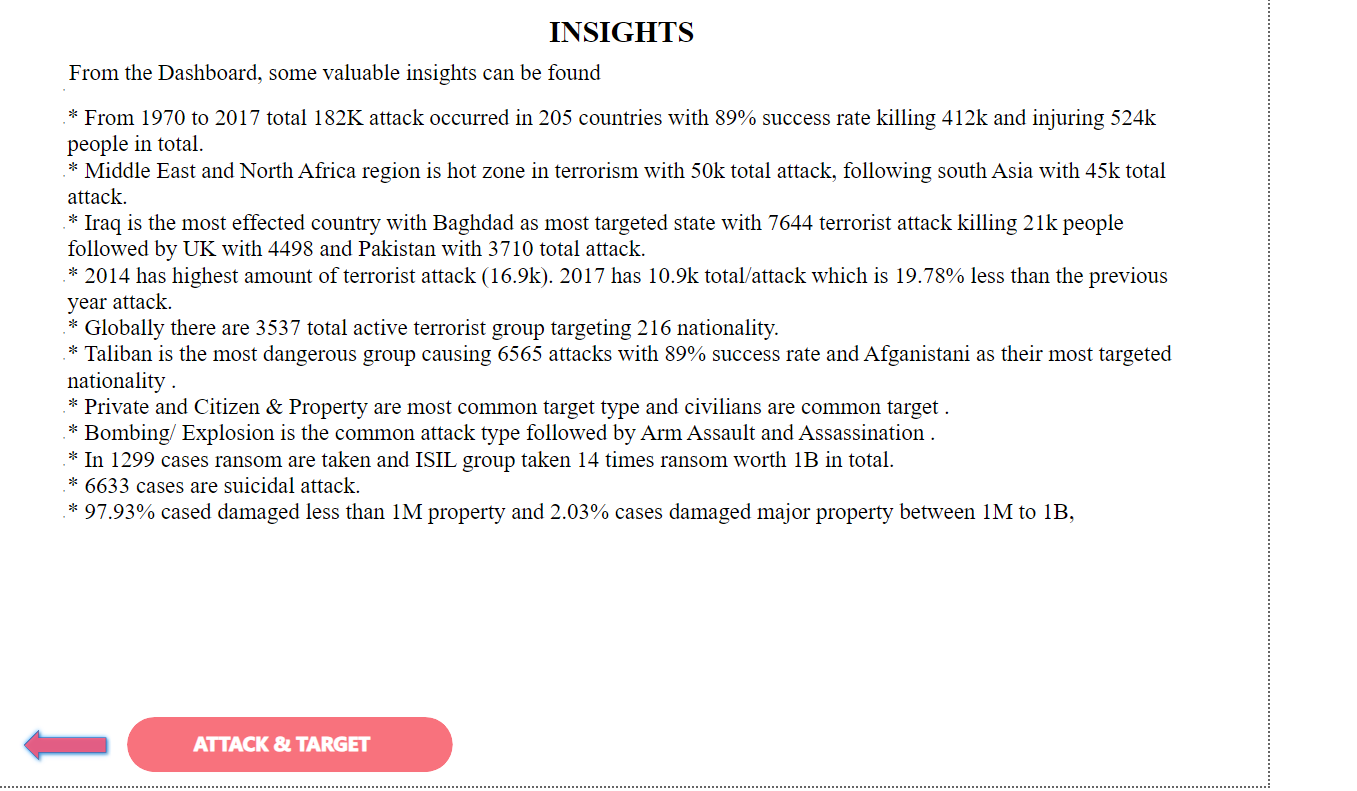 INSIGHTS
From the Dashboard, some valuable insights can be found
* From 1970 to 2017 total 182K attack occurred in 205 countries with 89% success rate killing 412k and injuring 524k
people in total.
* Middle East and North Africa region is hot zone in terrorism with 50k total attack, following south Asia with 45k total
attack.
* Iraq is the most effected country with Baghdad as most targeted state with 7644 terrorist attack killing 21k people
followed by UK with 4498 and Pakistan with 3710 total attack.
* 2014 has highest amount of terrorist attack (16.9k). 2017 has 10.9k total/attack which is 19.78% less than the previous
year attack.
* Globally there are 3537 total active terrorist group targeting 216 nationality.
* Taliban is the most dangerous group causing 6565 attacks with 89% success rate and Afganistani as their most targeted
nationality .
* Private and Citizen & Property are most common target type and civilians are common target .
* Bombing/ Explosion is the common attack type followed by Arm Assault and Assassination .
* In 1299 cases ransom are taken and ISIL group taken 14 times ransom worth 1B in total.
* 6633 cases are suicidal attack.
* 97.93% cased damaged less than 1M property and 2.03% cases damaged major property between 1M to 1B,
ATTACK & TARGET